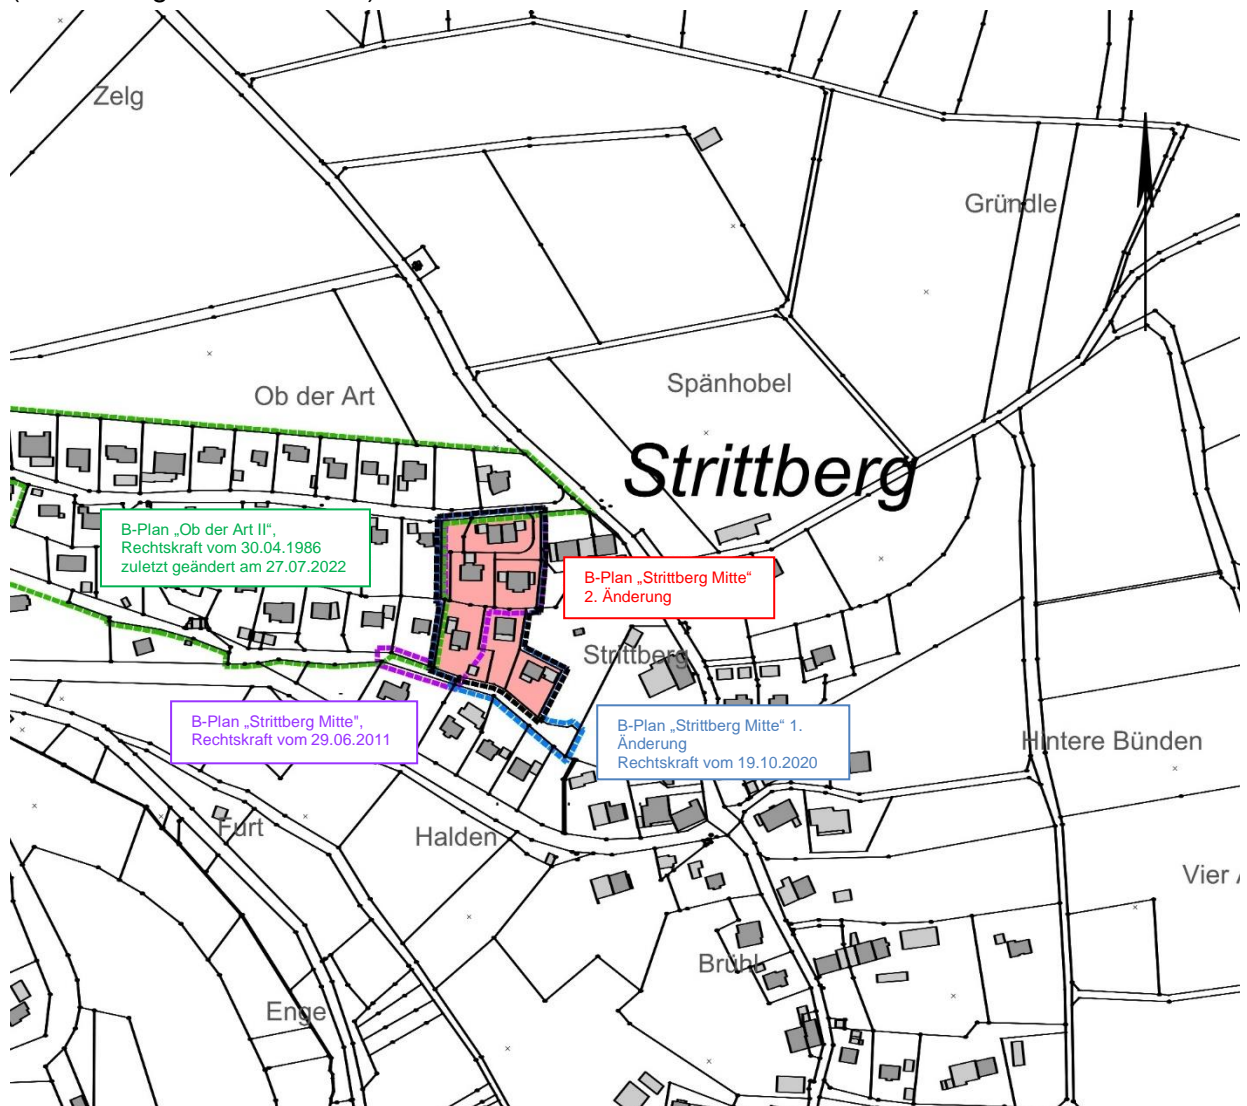 Zelg
Gründle
Ob der Art
Spänhobel
Strittberg
B-Plan „Ob der Art II“,
Rechtskraft vom 30.04.1986
zuletzt geändert am 27.07.2022
B-Plan „Strittberg Mitte“
2. Änderung
Strittberg
B-Plan „Strittberg Mitte",
Rechtskraft vom 29.06.2011
B-Plan „Strittberg Mitte“ 1.
Änderung
Rechtskraft vom 19.10.2020
Hintere Bünden
Furt
Halden
Vier
Brühl
Enge